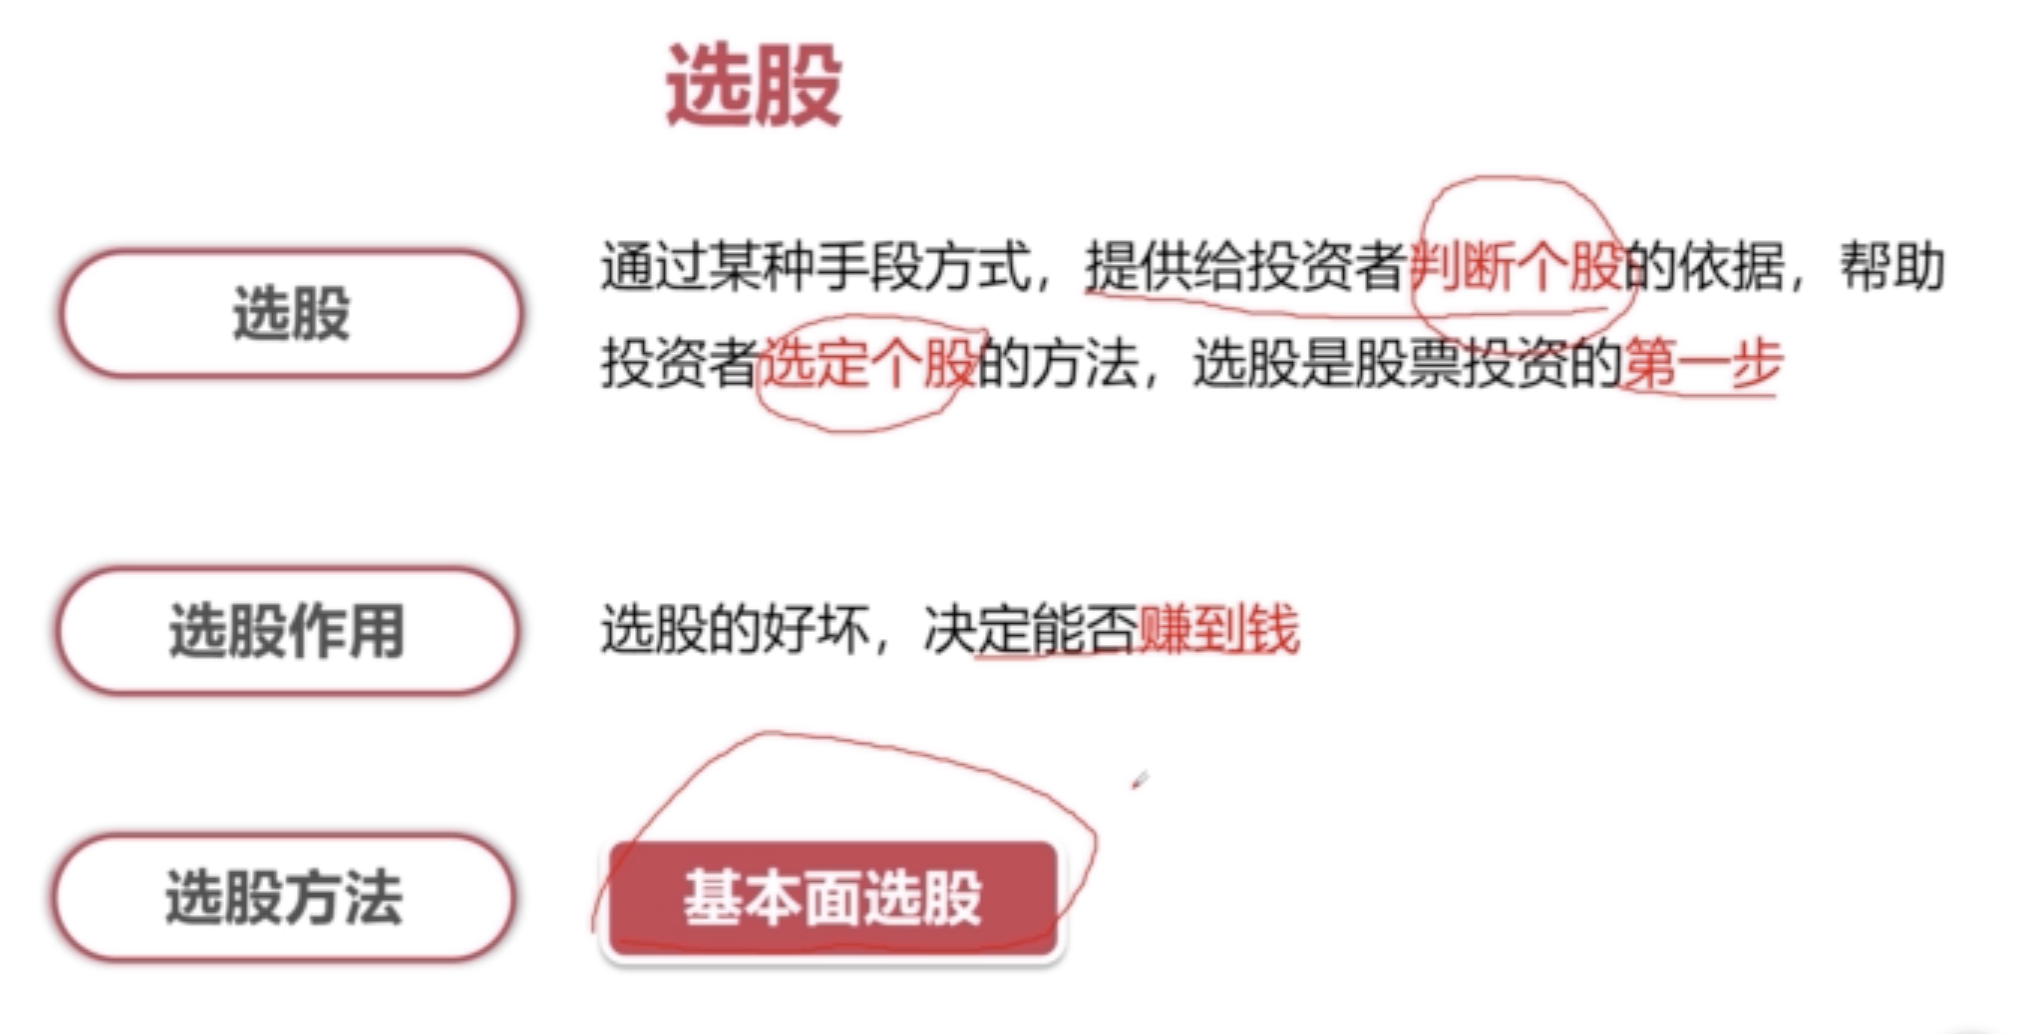 选股
选股
通过某种手段方式，提供给投资者判断个股的依据，帮助
投资者选定个股的方法，选股是股票投资的第一步
选股作用
选股的好坏，决定能否赚到钱
选股方法
基本面选股